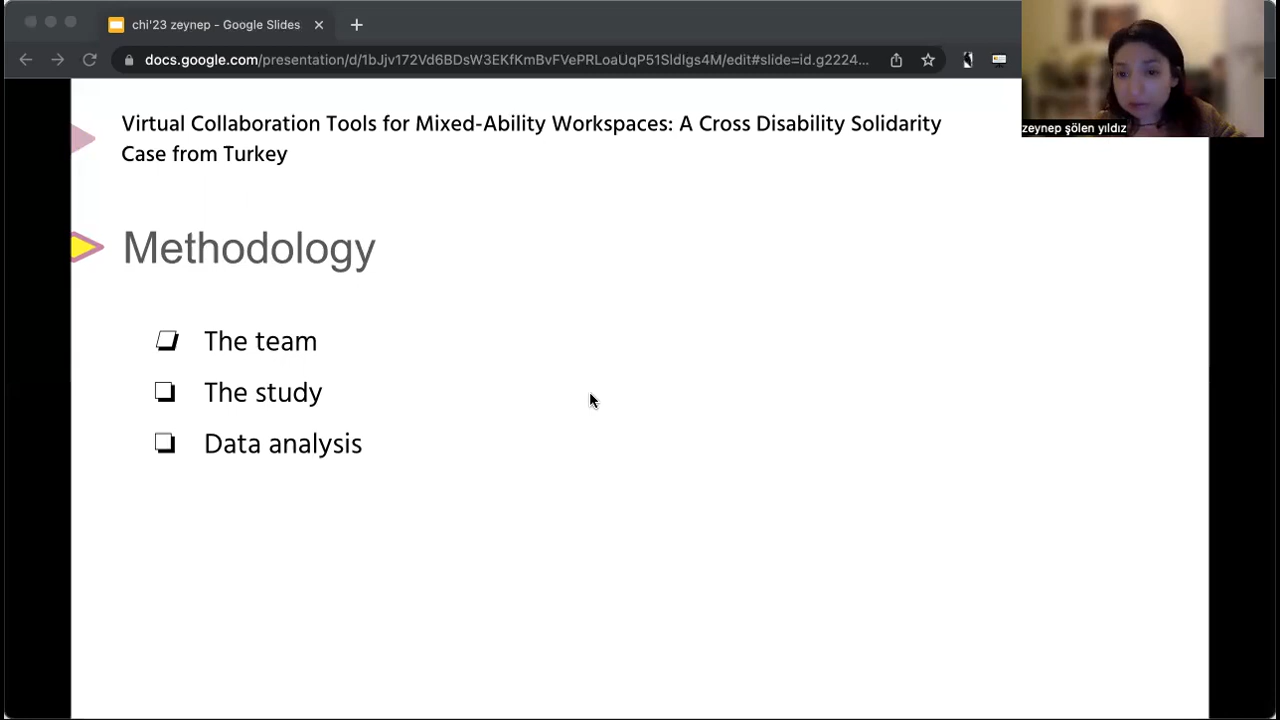 chi'23 zeynep - Google Slides
docs.google.com/presentation/d/1bJjv172Vd6BDsW3EKfKmBvFVePRLoaUqP51SldIgs4M/edit#slide=id.g2224...
zeynep şölen yıldız
Virtual Collaboration Tools for Mixed-Ability Workspaces: A Cross Disability Solidarity
Case from Turkey
Methodology
The team
The study
Data analysis